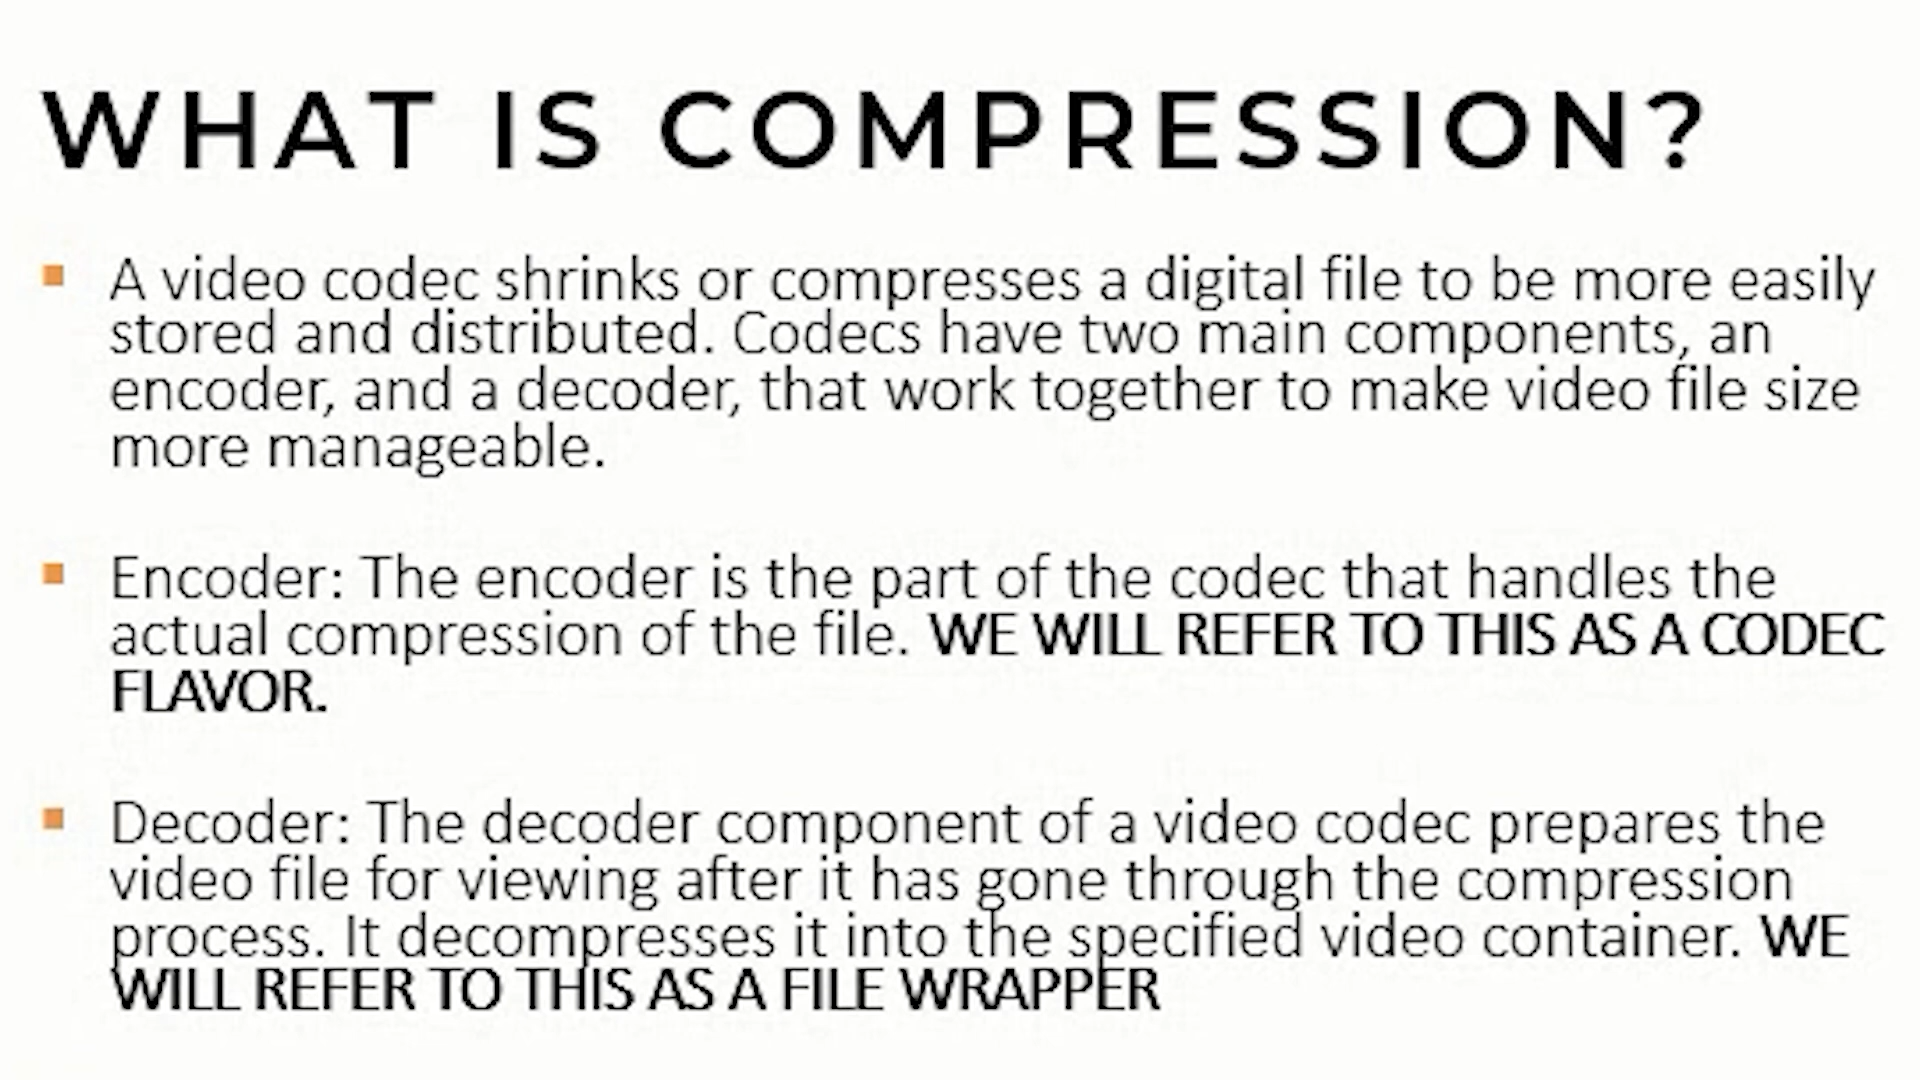 WHAT IS COMPRESSION?
A video codec shrinks or compresses a digital file to be more easily
stored and distributed. Codecs have two main components, an
encoder, and a decoder, that work together to make video file size
more manageable.
Encoder: The encoder is the part of the codec that handles the
actual compression of the file. WE WILL REFER TO THIS AS A CODEC
FLAVOR.
Decoder: The decoder component of a video codec prepares the
video file for viewing after it has gone through the compression
process. It decompresses it into the specified video container. WE
WILL REFER TO THIS AS A FILE WRAPPER